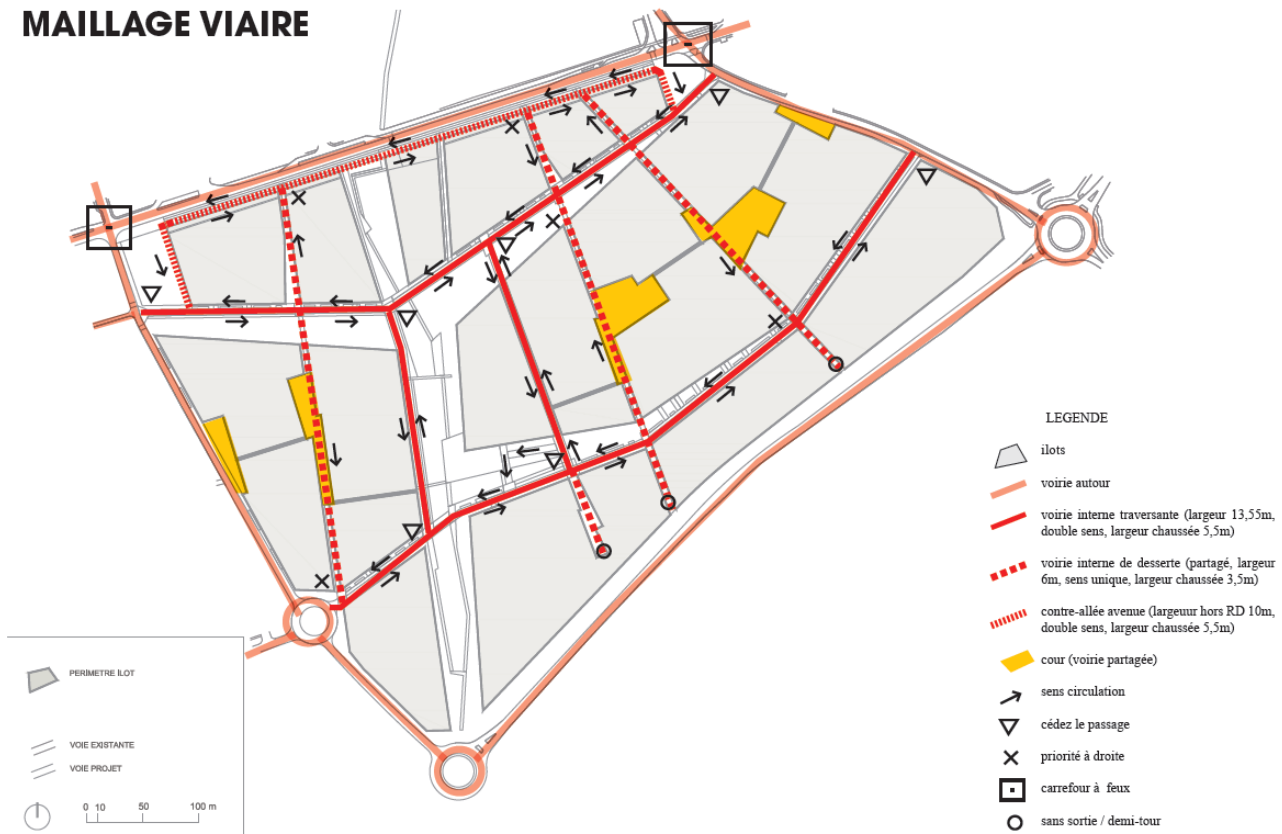 MAILLAGE VIAIRE
LEGENDE
ilots
voirie autour
voirie interne traversante (largeur 13,55m,
double sens, largeur chaussée 5,5m)
voirie interne de desserte (partagé, largeur
6m, sens unique, largeur chaussée 3,5m)
contre-allée avenue (largeuur hors RD 10m,
double sens, largeur chaussée 5,5m)
cour (voirie partagée)
sens circulation
cédez le passage
priorité à droite
carrefour à feux
sans sortie / demi-tour
PERÍMETRE ÍLOT
VOIE EXISTANTE
VOIE PROJET
0 10 50 100 m